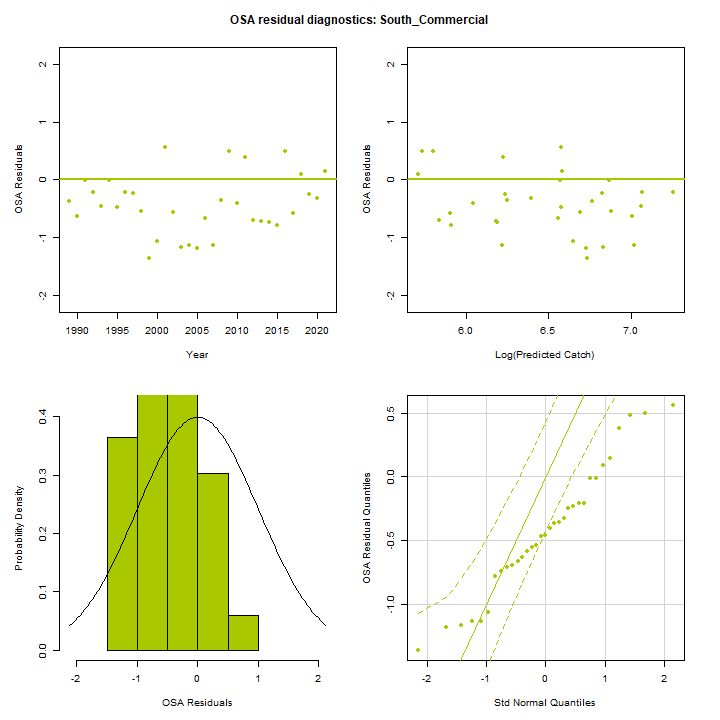 OSA residual diagnostics: South_Commercial
OSA Residuals
2
1
0
-1
-2
1990 1995 2000 2005 2010 2015 2020
Year
OSA Residuals
2
1
0
-1
-2
6.0 6.5 7.0
Log(Predicted Catch)
Probability Density
0.4
0.3
0.2
0.1
0.0
-2 -1 0 1 2
OSA Residuals
OSA Residual Quantiles
0.5
0.0
-0.5
-1.0
-2 -1 0 1 2
Std Normal Quantiles